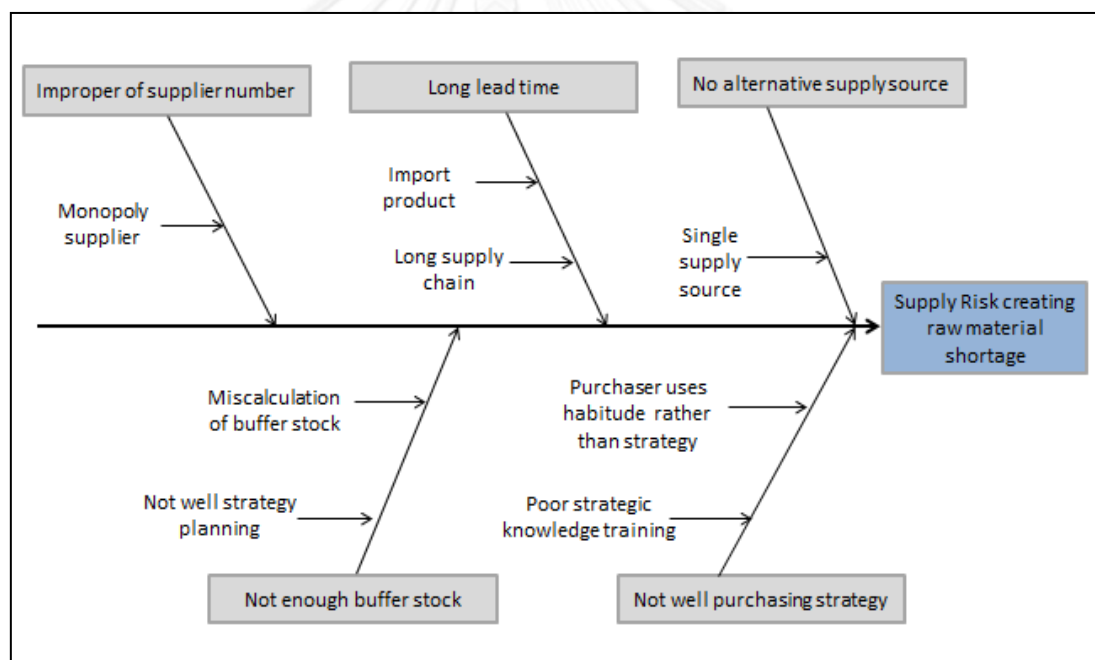 Improper of supplier number
Long lead time
No alternative supply source
Import
product
Monopoly
supplier
Long supply
chain
Single
supply
source
Supply Risk creating
raw material
shortage
Miscalculation
of buffer stock
Purchaser uses
habitude rather
than strategy
Not well strategy
planning
Poor strategic
knowledge training
Not enough buffer stock
Not well purchasing strategy